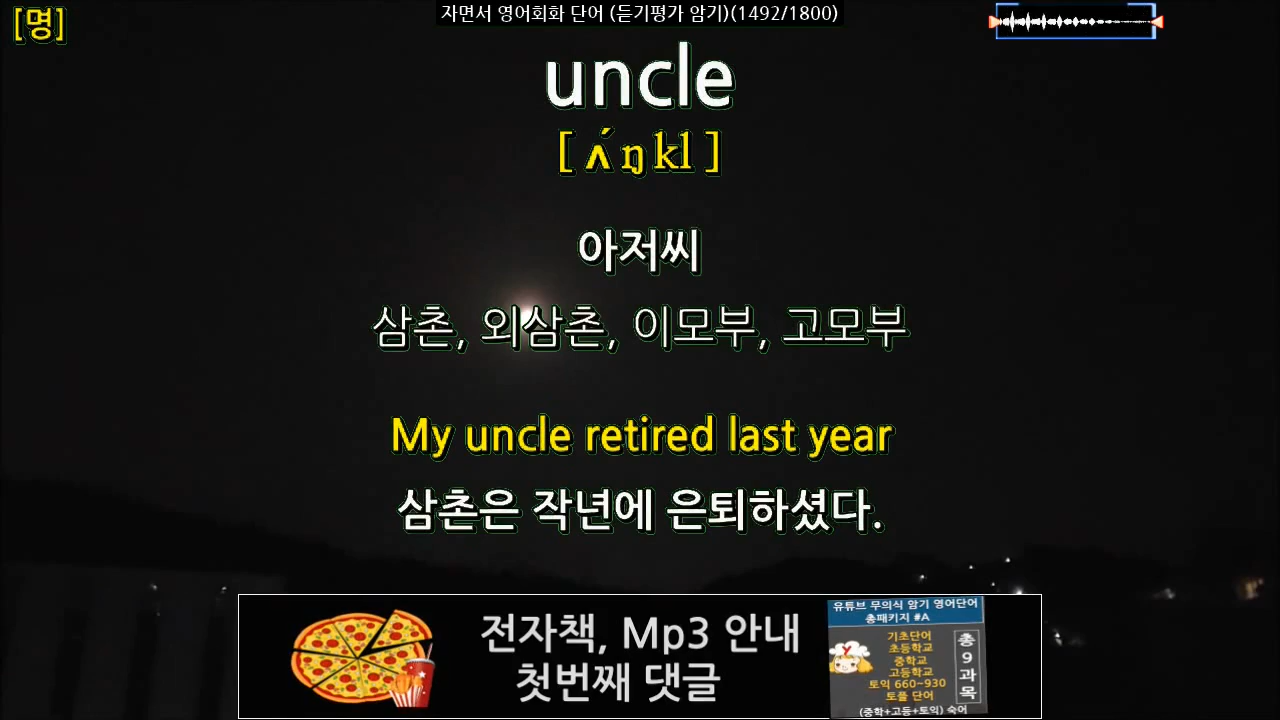 [명]
자면서 영어회화 단어 (듣기평가 암기)(1492/1800)
uncle
[ʌ́ŋkl]
아저씨
삼촌, 외삼촌, 이모부, 고모부
My uncle retired last year
삼촌은 작년에 은퇴하셨다.
전자책, Mp3 안내
첫번째 댓글
유튜브 무의식 암기 영어단어
총패키지 #A
기초단어
초등학교
중학교
고등학교
토익 660~930
토플 단어
총
9
과
목
(중학+고등+토익) 숙어